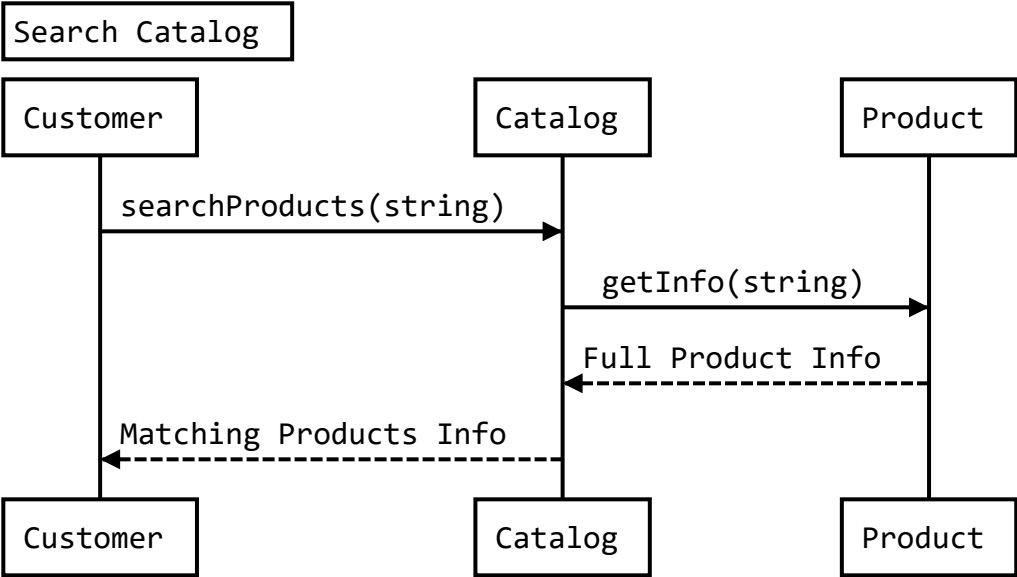 Search Catalog
Customer
Catalog
Product
searchProducts(string)
getInfo(string)
Full Product Info
Matching Products Info
Customer
Catalog
Product